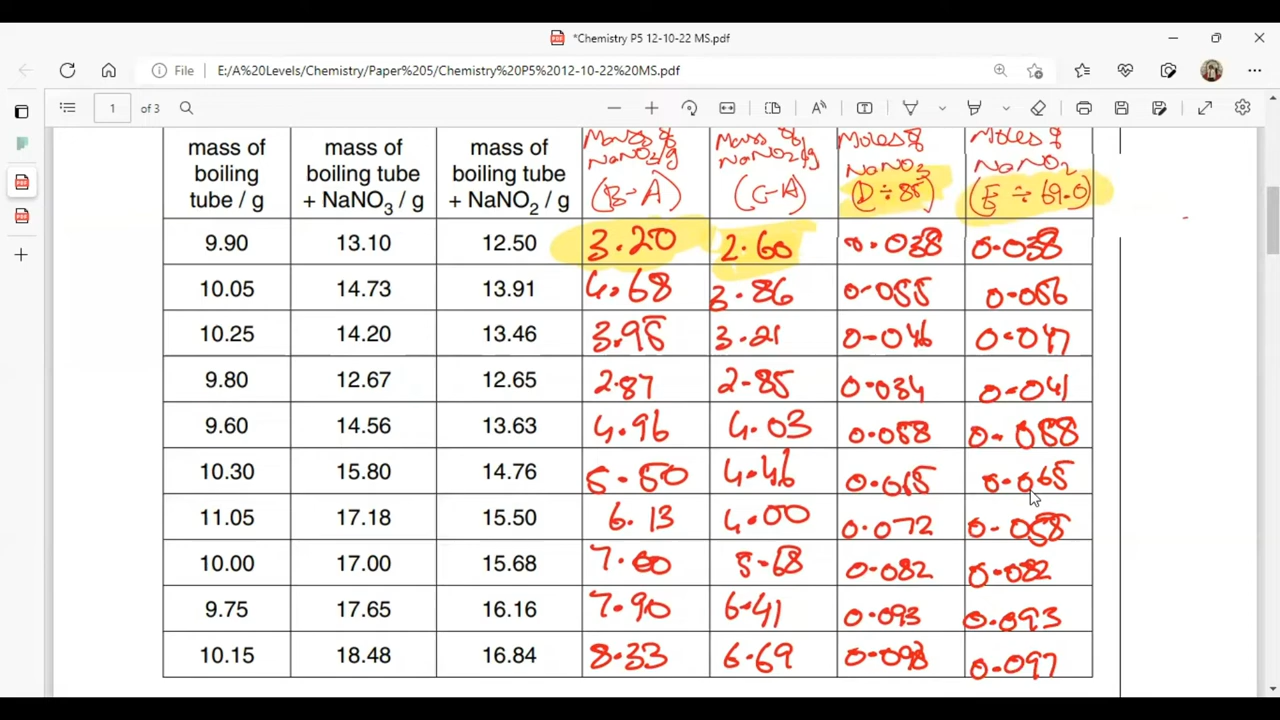 *Chemistry P5 12-10-22 MS.pdf
File E:/A%20Levels/Chemistry/Paper%205/Chemistry%20P5%2012-10-22%20MS.pdf
1 of 3
mass of boiling tube / g
mass of boiling tube + NaNO₃ / g
mass of boiling tube + NaNO₂ / g
Mass of NaNO₃/g (B-A)
Mass of NaNO₂/g (C-A)
Moles of NaNO₃ (D÷85)
Moles of NaNO₂ (E÷69.0)
9.90 13.10 12.50 3.20 2.60 0.038 0.038
10.05 14.73 13.91 4.68 3.86 0.055 0.056
10.25 14.20 13.46 3.95 3.21 0.046 0.047
9.80 12.67 12.65 2.87 2.85 0.034 0.041
9.60 14.56 13.63 4.96 4.03 0.058 0.058
10.30 15.80 14.76 5.50 4.46 0.065 0.065
11.05 17.18 15.50 6.13 4.00 0.072 0.058
10.00 17.00 15.68 7.00 5.68 0.082 0.082
9.75 17.65 16.16 7.90 6.41 0.093 0.093
10.15 18.48 16.84 8.33 6.69 0.098 0.097